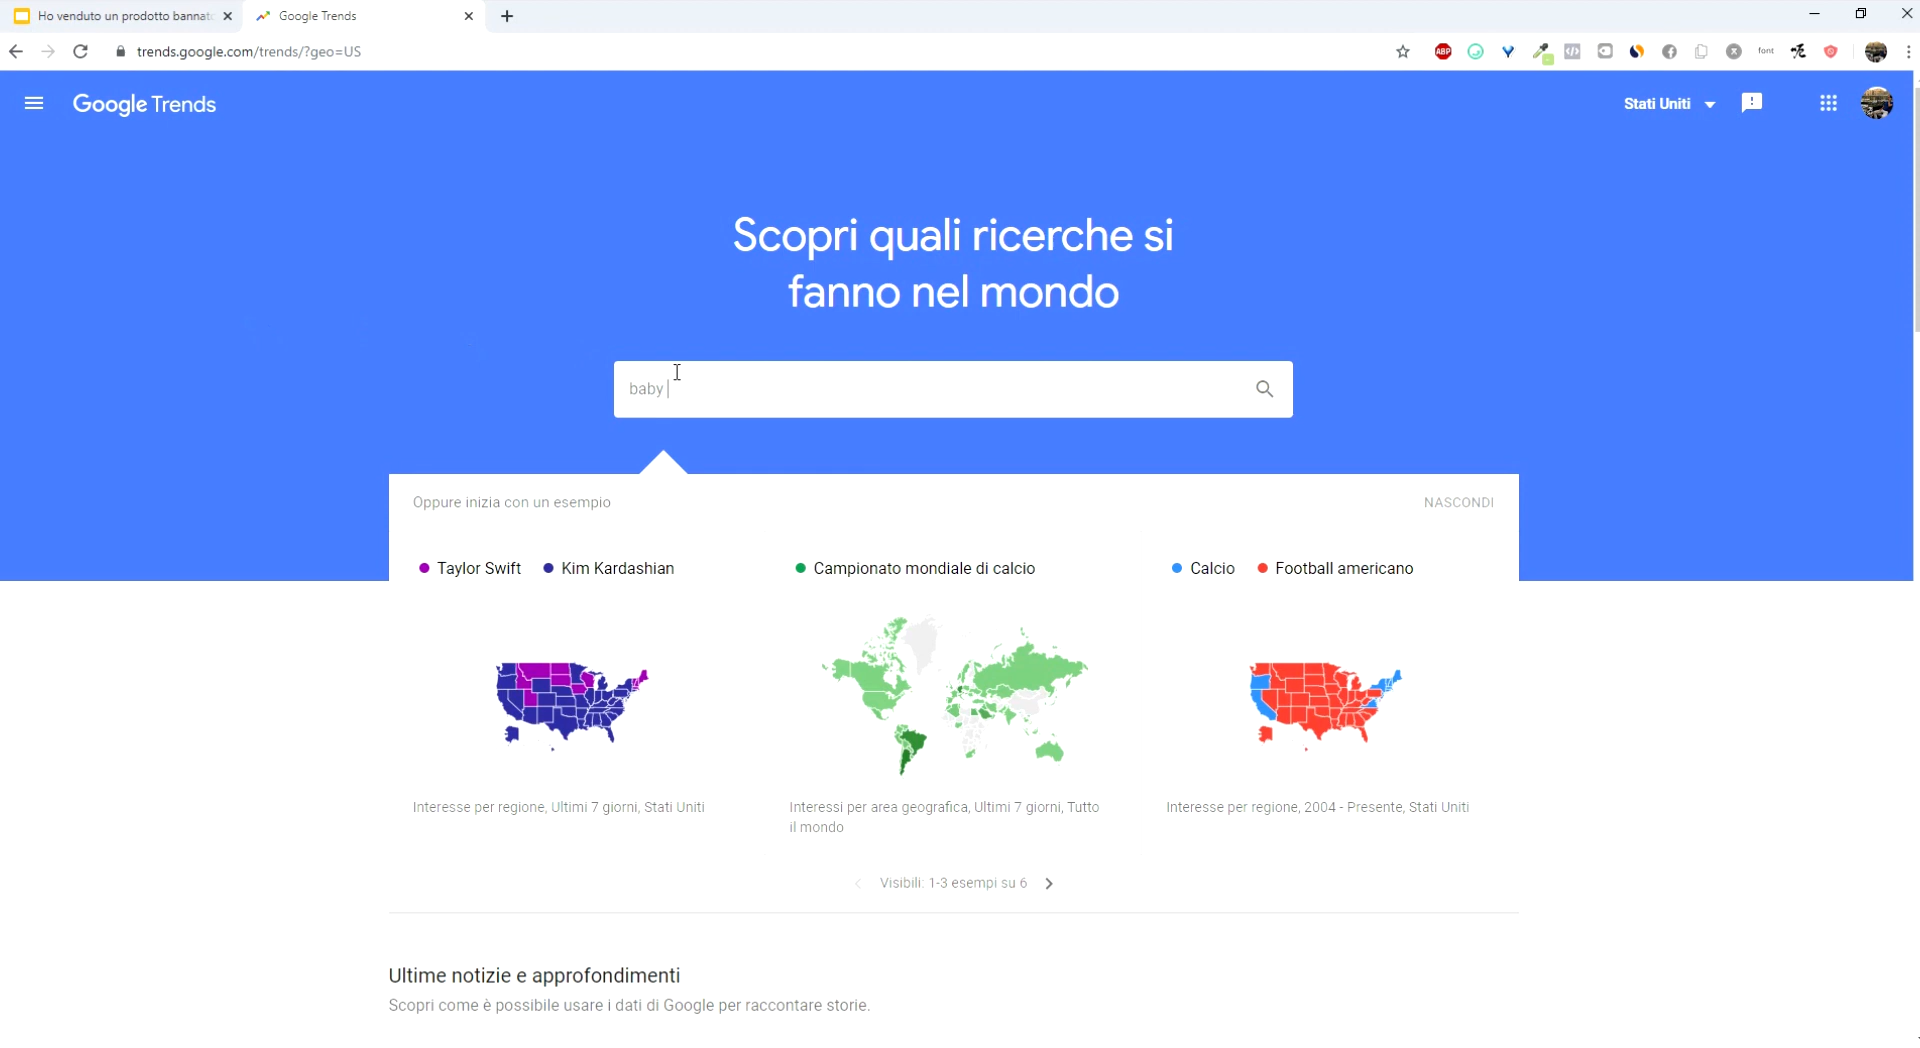 Ho venduto un prodotto bannat
Google Trends
trends.google.com/trends/?geo=US
ABP
font
Google Trends
Stati Uniti
Scopri quali ricerche si
fanno nel mondo
baby
Oppure inizia con un esempio
NASCONDI
Taylor Swift
Kim Kardashian
Campionato mondiale di calcio
Calcio
Football americano
Interesse per regione, Ultimi 7 giorni, Stati Uniti
Interessi per area geografica, Ultimi 7 giorni, Tutto
il mondo
Interesse per regione, 2004 - Presente, Stati Uniti
Visibili: 1-3 esempi su 6
Ultime notizie e approfondimenti
Scopri come è possibile usare i dati di Google per raccontare storie.